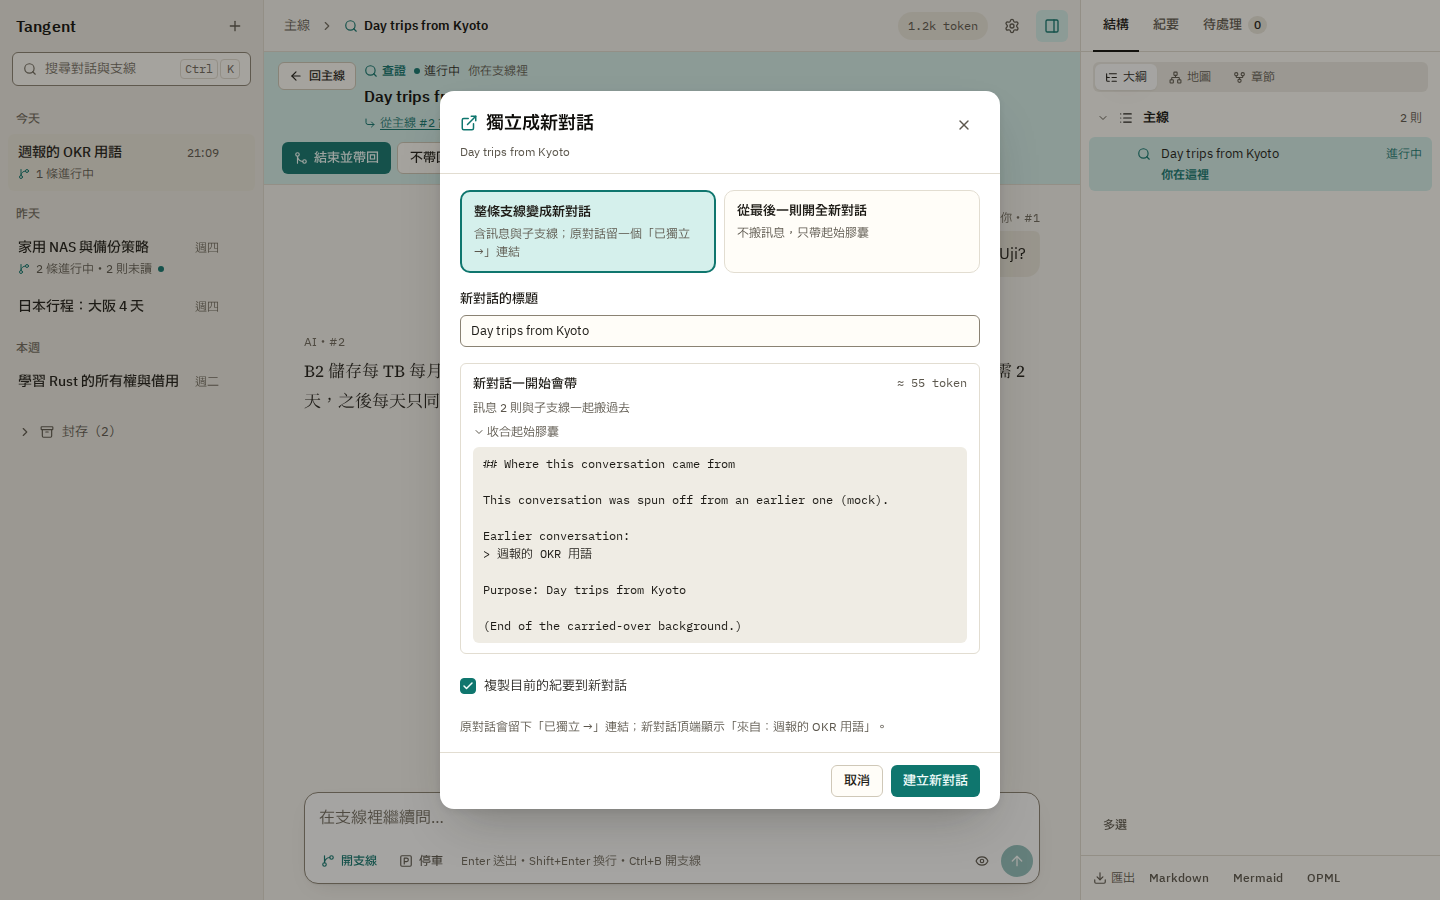 Tangent
搜尋對話與支線
Ctrl K
今天
週報的 OKR 用語 21:09
1 條進行中
昨天
家用 NAS 與備份策略 週四
2 條進行中・2 則未讀
日本行程：大阪 4 天 週四
本週
學習 Rust 的所有權與借用 週二
封存（2）
主線
Day trips from Kyoto
1.2k token
回主線
查證
進行中
你在支線裡
Day trips f
從主線 #2
結束並帶回
不帶
你・#1
Uji?
AI・#2
B2 儲存每 TB 每月
需 2
天，之後每天只同
獨立成新對話
Day trips from Kyoto
整條支線變成新對話
含訊息與子支線；原對話留一個「已獨立
→」連結
從最後一則開全新對話
不搬訊息，只帶起始膠囊
新對話的標題
Day trips from Kyoto
新對話一開始會帶
≈ 55 token
訊息 2 則與子支線一起搬過去
收合起始膠囊
## Where this conversation came from
This conversation was spun off from an earlier one (mock).
Earlier conversation:
> 週報的 OKR 用語
Purpose: Day trips from Kyoto
(End of the carried-over background.)
複製目前的紀要到新對話
原對話會留下「已獨立 →」連結；新對話頂端顯示「來自：週報的 OKR 用語」。
取消
建立新對話
在支線裡繼續問…
開支線
停車
Enter 送出・Shift+Enter 換行・Ctrl+B 開支線
結構
紀要
待處理 0
大綱
地圖
章節
主線
2 則
Day trips from Kyoto
進行中
你在這裡
多選
匯出
Markdown
Mermaid
OPML